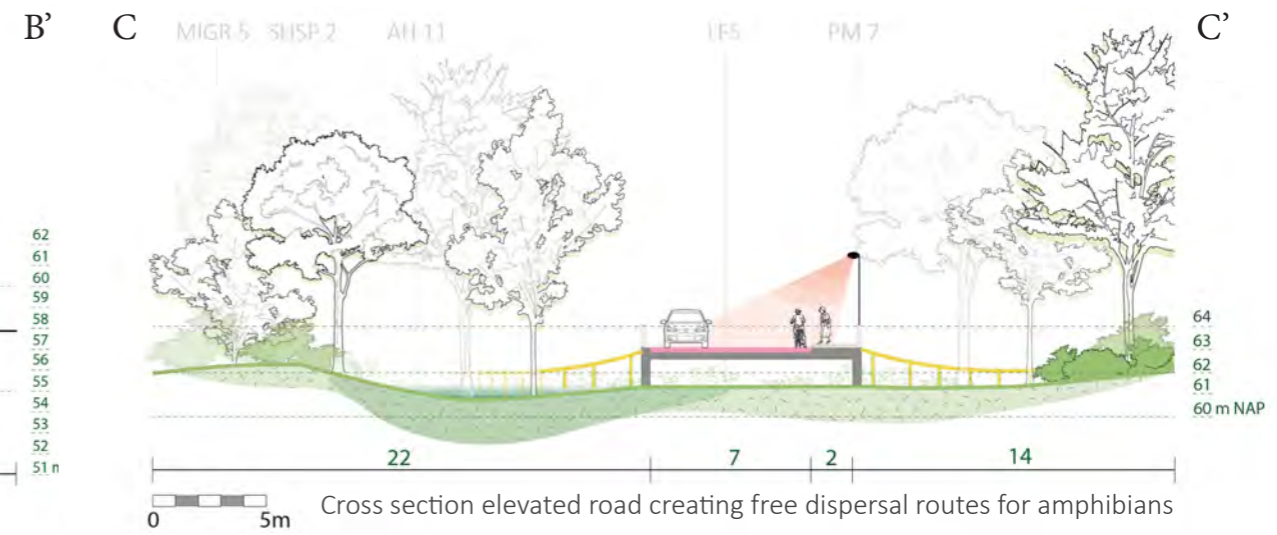 B’ C C’
MIGR 5 SHSP 2 AH 11 LF5 PM 7
62
61
60
59
58
57
56
55
54
53
52
51
64
63
62
61
60 m NAP
22 7 2 14
0 5m
Cross section elevated road creating free dispersal routes for amphibians